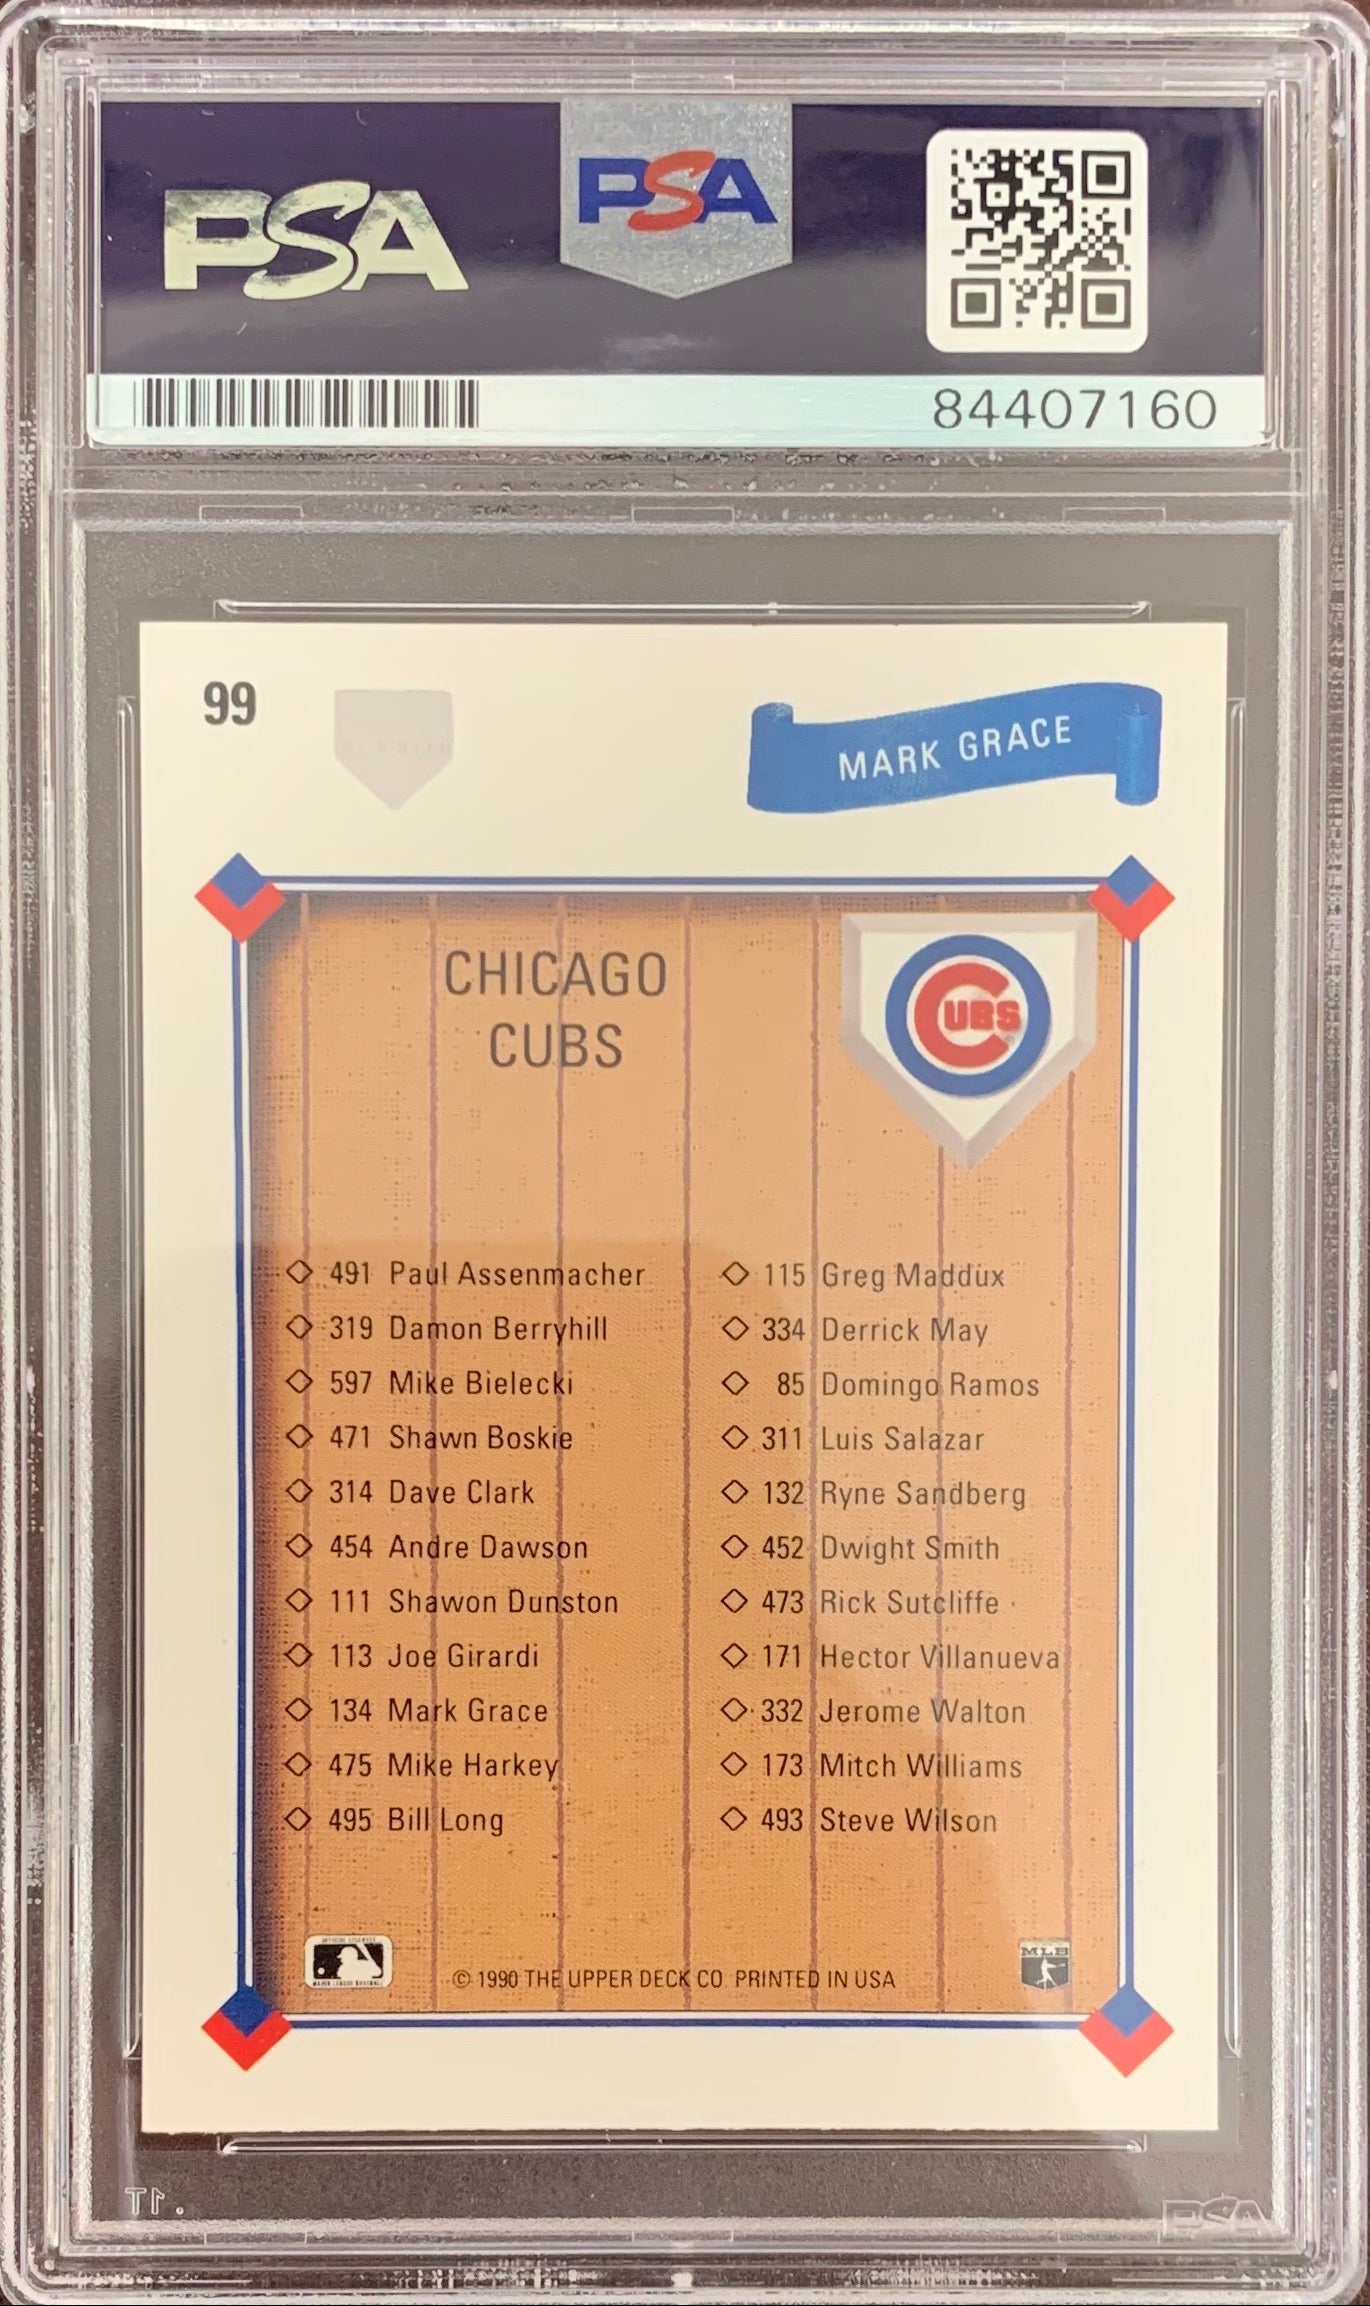 PSA
PSA
84407160
99
MARK GRACE
CHICAGO
CUBS
CUBS
491 Paul Assenmacher
319 Damon Berryhill
597 Mike Bielecki
471 Shawn Boskie
314 Dave Clark
454 Andre Dawson
111 Shawon Dunston
113 Joe Girardi
134 Mark Grace
475 Mike Harkey
495 Bill Long
115 Greg Maddux
334 Derrick May
85 Domingo Ramos
311 Luis Salazar
132 Ryne Sandberg
452 Dwight Smith
473 Rick Sutcliffe
171 Hector Villanueva
332 Jerome Walton
173 Mitch Williams
493 Steve Wilson
MLB
© 1990 THE UPPER DECK CO. PRINTED IN USA
PSA